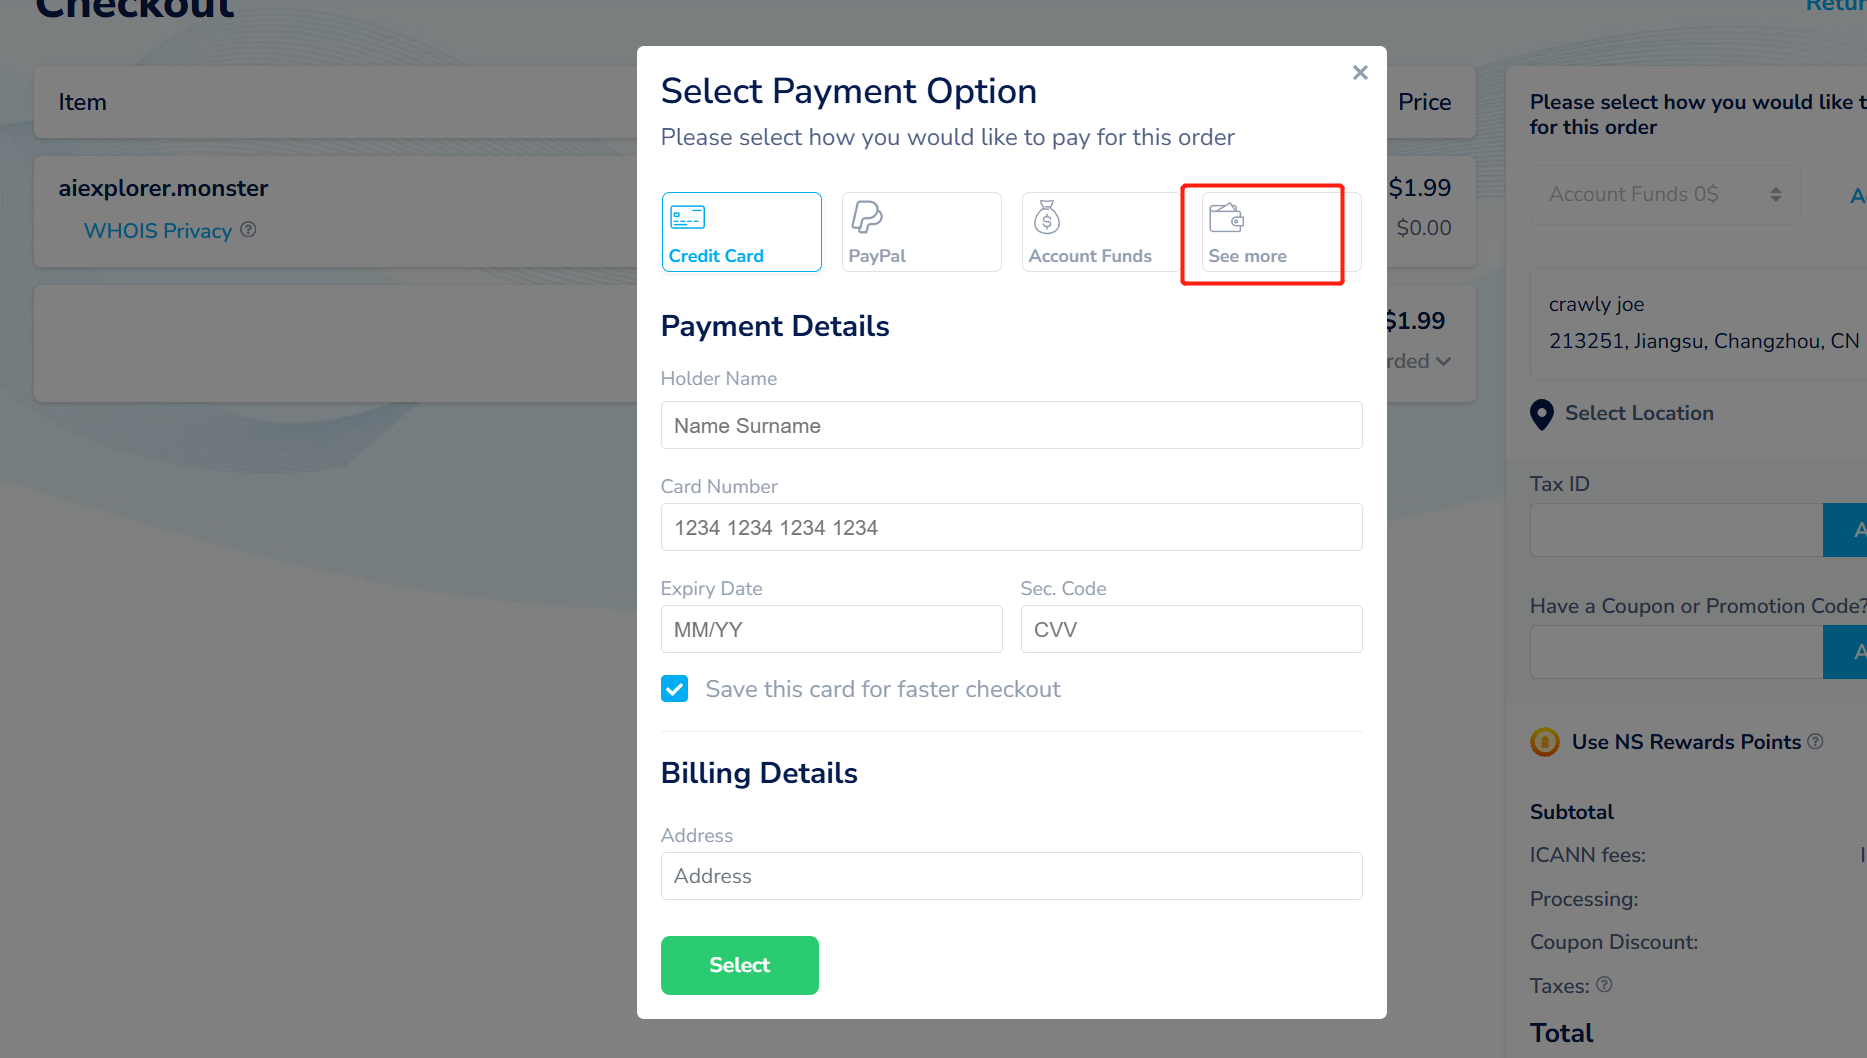 Checkout
Item
Price
aiexplorer.monster
$1.99
WHOIS Privacy
$0.00
$1.99
Select Payment Option
Please select how you would like to pay for this order
Credit Card
PayPal
Account Funds
See more
Payment Details
Holder Name
Name Surname
Card Number
1234 1234 1234 1234
Expiry Date
Sec. Code
MM/YY
CVV
Save this card for faster checkout
Billing Details
Address
Address
Select
Please select how you would like
for this order
Account Funds 0$
crawly joe
213251, Jiangsu, Changzhou, CN
Select Location
Tax ID
Have a Coupon or Promotion Code?
Use NS Rewards Points
Subtotal
ICANN fees:
Processing:
Coupon Discount:
Taxes:
Total